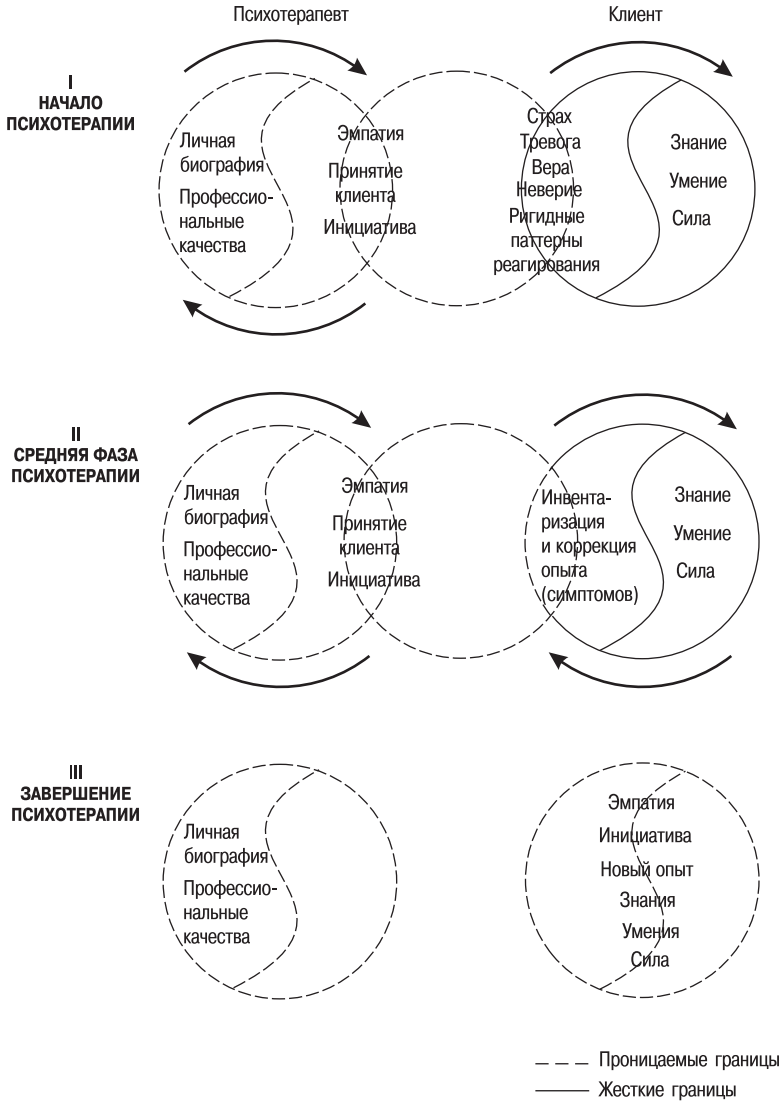 Психотерапевт
Клиент
I
НАЧАЛО
ПСИХОТЕРАПИИ
Личная
биография
Профессио-
нальные
качества
Эмпатия
Принятие
клиента
Инициатива
Страх
Тревога
Вера
Неверие
Ригидные
паттерны
реагирования
Знание
Умение
Сила
II
СРЕДНЯЯ ФАЗА
ПСИХОТЕРАПИИ
Личная
биография
Профессио-
нальные
качества
Эмпатия
Принятие
клиента
Инициатива
Инвента-
ризация
и коррекция
опыта
(симптомов)
Знание
Умение
Сила
III
ЗАВЕРШЕНИЕ
ПСИХОТЕРАПИИ
Личная
биография
Профессио-
нальные
качества
Эмпатия
Инициатива
Новый опыт
Знания
Умения
Сила
Проницаемые границы
Жесткие границы